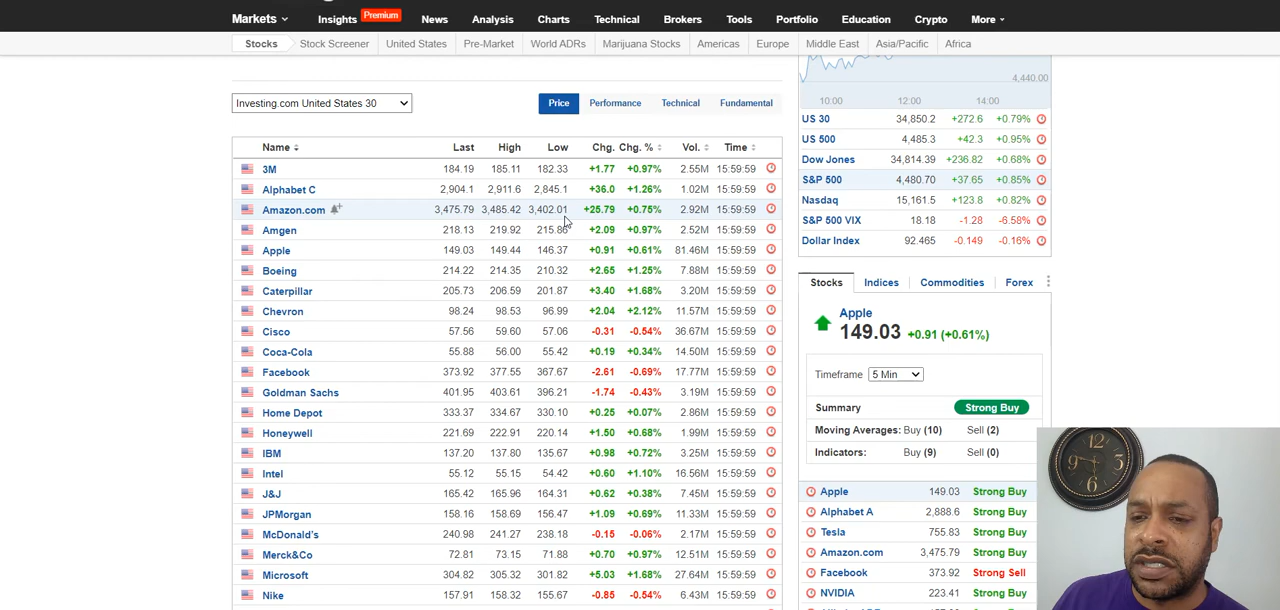 Markets Insights Premium News Analysis Charts Technical Brokers Tools Portfolio Education Crypto More
Stocks Stock Screener United States Pre-Market World ADRs Marijuana Stocks Americas Europe Middle East Asia/Pacific Africa
Investing.com United States 30 Price Performance Technical Fundamental
Name Last High Low Chg. Chg. % Vol. Time
3M 184.19 185.11 182.33 +1.77 +0.97% 2.55M 15:59:59
Alphabet C 2,904.1 2,911.6 2,845.1 +36.0 +1.26% 1.02M 15:59:59
Amazon.com 3,475.79 3,485.42 3,402.01 +25.79 +0.75% 2.92M 15:59:59
Amgen 218.13 219.92 +2.09 +0.97% 2.52M 15:59:59
Apple 149.03 149.44 146.37 +0.91 +0.61% 81.46M 15:59:59
Boeing 214.22 214.35 210.32 +2.65 +1.25% 7.88M 15:59:59
Caterpillar 205.73 206.59 201.87 +3.40 +1.68% 3.20M 15:59:59
Chevron 98.24 98.53 96.99 +2.04 +2.12% 11.57M 15:59:59
Cisco 57.56 57.06 -0.31 -0.54% 15:59:59
Coca-Cola 55.88 56.00 55.42 +0.19 +0.34% 14.50M 15:59:59
Facebook 373.92 377.55 367.67 -2.61 -0.69% 17.77M 15:59:59
Goldman Sachs 401.95 403.61 396.21 -1.74 -0.43% 3.19M 15:59:59
Home Depot 333.37 334.67 330.10 +0.25 +0.07% 15:59:59
Honeywell 221.69 222.91 220.14 +1.50 +0.68% 15:59:59
IBM 137.20 135.67 +0.98 +0.72% 3.25M 15:59:59
Intel 55.12 55.15 54.42 +0.60 +1.10% 15:59:59
J&J 165.42 165.96 164.31 +0.62 +0.38% 15:59:59
JPMorgan 158.16 158.69 156.47 +1.09 +0.69% 11.33M 15:59:59
McDonald's 240.98 241.27 238.18 -0.15 -0.06% 2.17M 15:59:59
Merck&Co 72.81 73.15 71.88 +0.70 +0.97% 12.51M 15:59:59
Microsoft 304.82 305.32 301.82 +5.03 +1.68% 27.64M 15:59:59
Nike 157.91 158.32 155.67 -0.85 -0.54% 15:59:59
4,440.00
10:00 12:00 14:00
US 30 34,850.2 +272.6 +0.79%
US 500 4,485.3 +42.3 +0.95%
Dow Jones 34,814.39 +236.82 +0.68%
S&P 500 4,480.70 +37.65 +0.85%
Nasdaq 15,161.5 +123.8 +0.82%
S&P 500 VIX 18.18 -1.28 -6.58%
Dollar Index 92.465 -0.149 -0.16%
Stocks Indices Commodities Forex
Apple
149.03 +0.91 (+0.61%)
Timeframe 5 Min
Summary Strong Buy
Moving Averages: Buy (10) Sell (2)
Indicators: Buy (9) Sell (0)
Apple 149.03 Strong Buy
Alphabet A 2,888.6 Strong Buy
Tesla 755.83 Strong Buy
Amazon.com 3,475.79 Strong Buy
Facebook 373.92 Strong Sell
NVIDIA 223.41 Strong Buy